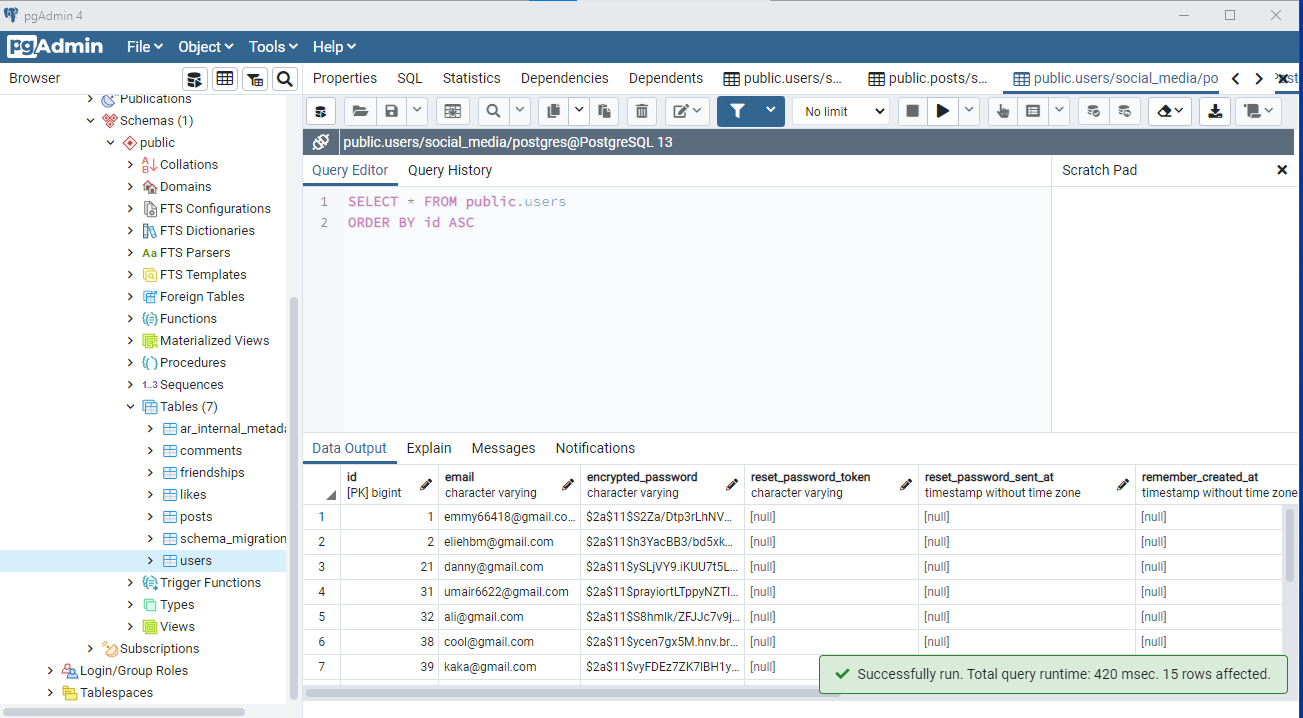 pgAdmin 4
pgAdmin File Object Tools Help
Browser
Properties SQL Statistics Dependencies Dependents public.users/s... public.posts/s... public.users/social_media/po
No limit
public.users/social_media/postgres@PostgreSQL 13
Query Editor Query History
Scratch Pad
1 SELECT * FROM public.users
2 ORDER BY id ASC
Publications
Schemas (1)
public
Collations
Domains
FTS Configurations
FTS Dictionaries
Aa FTS Parsers
FTS Templates
Foreign Tables
Functions
Materialized Views
Procedures
1..3 Sequences
Tables (7)
ar_internal_metada
comments
friendships
likes
posts
schema_migration
users
Trigger Functions
Types
Views
Subscriptions
Login/Group Roles
Tablespaces
Data Output Explain Messages Notifications
id email encrypted_password reset_password_token reset_password_sent_at remember_created_at
[PK] bigint character varying character varying character varying timestamp without time zone timestamp without time zone
1 1 emmy66418@gmail.co... $2a$11$S2Za/Dtp3rLhNV... [null] [null] [null]
2 2 eliehbm@gmail.com $2a$11$h3YacBB3/bd5xk... [null] [null] [null]
3 21 danny@gmail.com $2a$11$ySLjVY9.iKUU7t5L... [null] [null] [null]
4 31 umair6622@gmail.com $2a$11$prayiortLTppyNZTI... [null] [null] [null]
5 32 ali@gmail.com $2a$11$S8hmIk/ZFJJc7v9j... [null] [null] [null]
6 38 cool@gmail.com $2a$11$ycen7gx5M.hnv.br... [null] [null] [null]
7 39 kaka@gmail.com $2a$11$vyFDEz7ZK7IBH1y... [null]
Successfully run. Total query runtime: 420 msec. 15 rows affected.